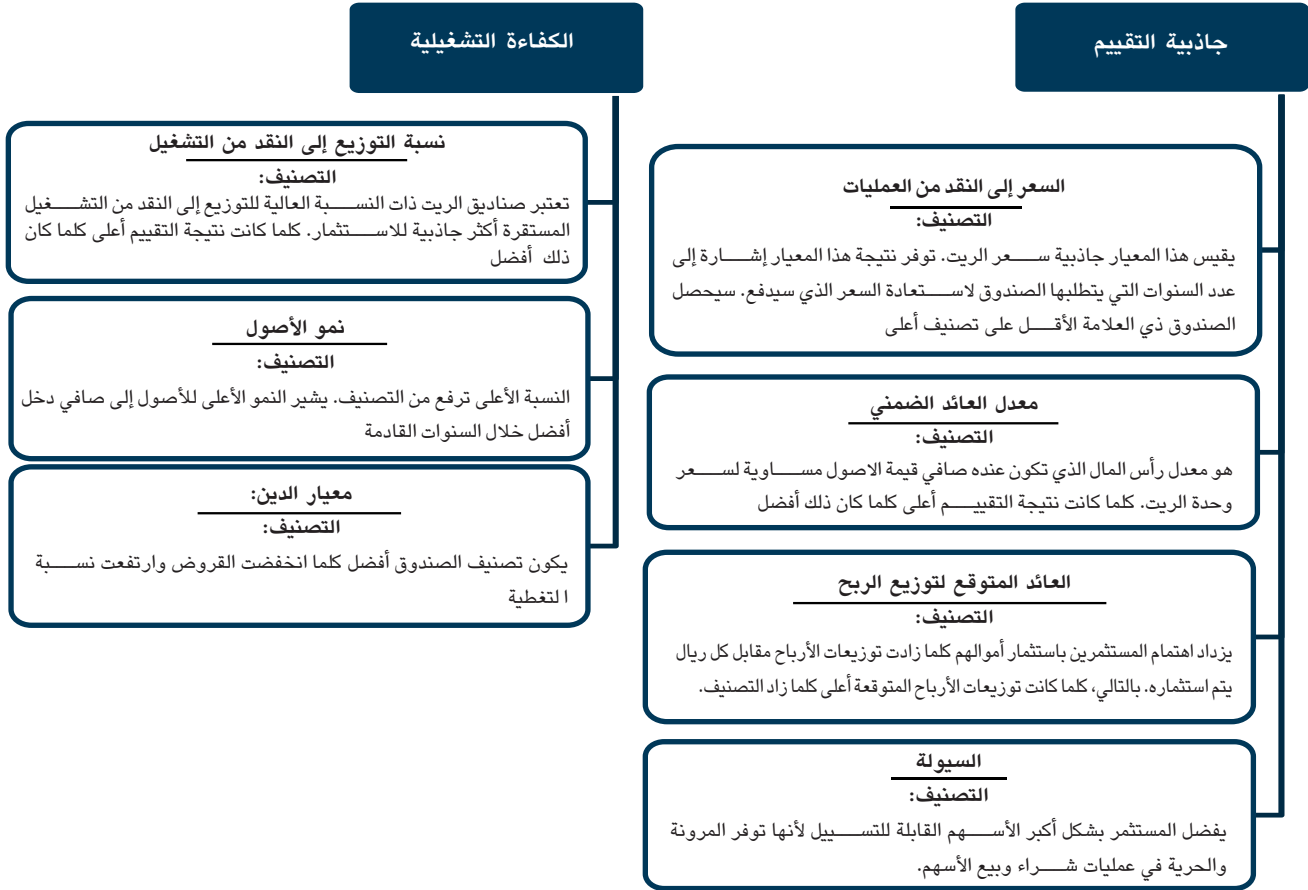 جاذبية التقييم
السعر إلى النقد من العمليات
التصنيف:
يقيس هذا المعيار جاذبية سعر الريت. توفر نتيجة هذا المعيار إشارة إلى
عدد السنوات التي يتطلبها الصندوق لاستعادة السعر الذي سيدفع. سيحصل
الصندوق ذي العلامة الأقل على تصنيف أعلى
معدل العائد الضمني
التصنيف:
هو معدل رأس المال الذي تكون عنده صافي قيمة الاصول مساوية لسعر
وحدة الريت. كلما كانت نتيجة التقييم أعلى كلما كان ذلك أفضل
العائد المتوقع لتوزيع الربح
التصنيف:
يزداد اهتمام المستثمرين باستثمار أموالهم كلما زادت توزيعات الأرباح مقابل كل ريال
يتم استثماره. بالتالي، كلما كانت توزيعات الأرباح المتوقعة أعلى كلما زاد التصنيف.
السيولة
التصنيف:
يفضل المستثمر بشكل أكبر الأسهم القابلة للتسييل لأنها توفر المرونة
والحرية في عمليات شراء وبيع الأسهم.
الكفاءة التشغيلية
نسبة التوزيع إلى النقد من التشغيل
التصنيف:
تعتبر صناديق الريت ذات النسبة العالية للتوزيع إلى النقد من التشغيل
المستقرة أكثر جاذبية للاستثمار. كلما كانت نتيجة التقييم أعلى كلما كان
ذلك أفضل
نمو الأصول
التصنيف:
النسبة الأعلى ترفع من التصنيف. يشير النمو الأعلى للأصول إلى صافي دخل
أفضل خلال السنوات القادمة
معيار الدين:
التصنيف:
يكون تصنيف الصندوق أفضل كلما انخفضت القروض وارتفعت نسبة
ا لتغطية